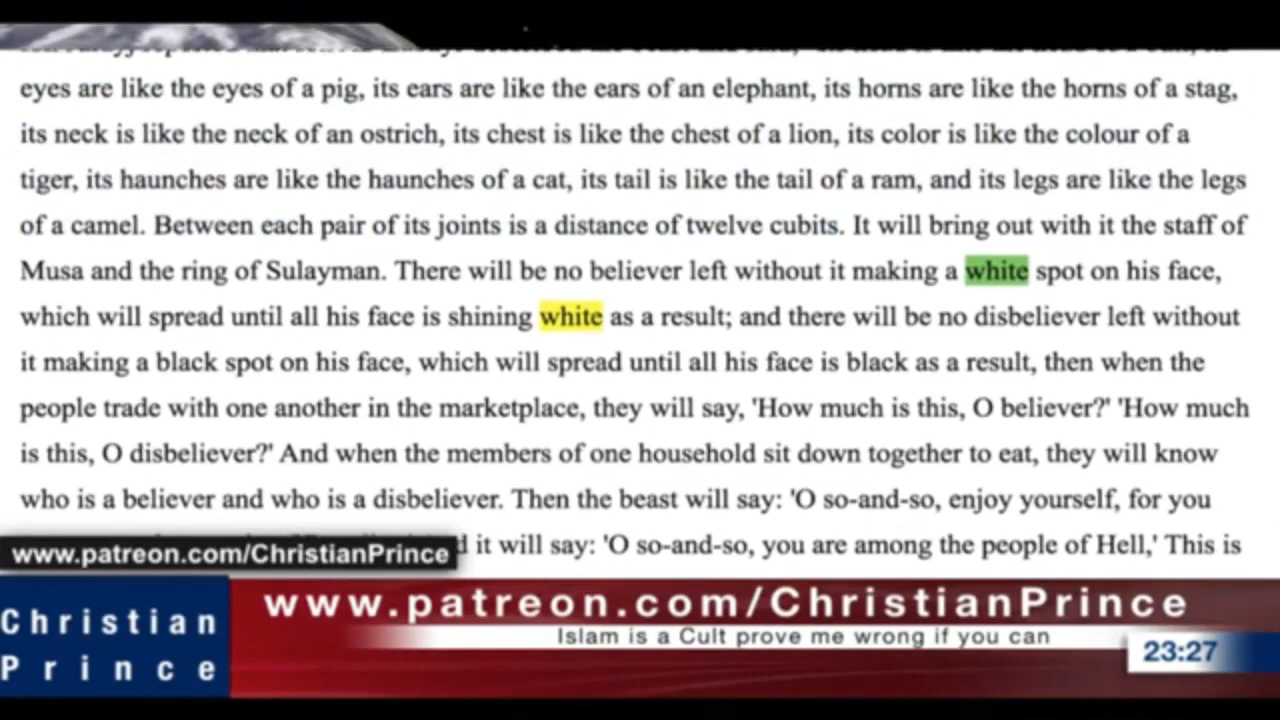 eyes are like the eyes of a pig, its ears are like the ears of an elephant, its horns are like the horns of a stag,
its neck is like the neck of an ostrich, its chest is like the chest of a lion, its color is like the colour of a
tiger, its haunches are like the haunches of a cat, its tail is like the tail of a ram, and its legs are like the legs
of a camel. Between each pair of its joints is a distance of twelve cubits. It will bring out with it the staff of
Musa and the ring of Sulayman. There will be no believer left without it making a white spot on his face,
which will spread until all his face is shining white as a result; and there will be no disbeliever left without
it making a black spot on his face, which will spread until all his face is black as a result, then when the
people trade with one another in the marketplace, they will say, 'How much is this, O believer?' 'How much
is this, O disbeliever?' And when the members of one household sit down together to eat, they will know
who is a believer and who is a disbeliever. Then the beast will say: 'O so-and-so, enjoy yourself, for you
it will say: 'O so-and-so, you are among the people of Hell,' This is
www.patreon.com/ChristianPrince
Christian
Prince
www.patreon.com/ChristianPrince
Islam is a Cult prove me wrong if you can
23:27